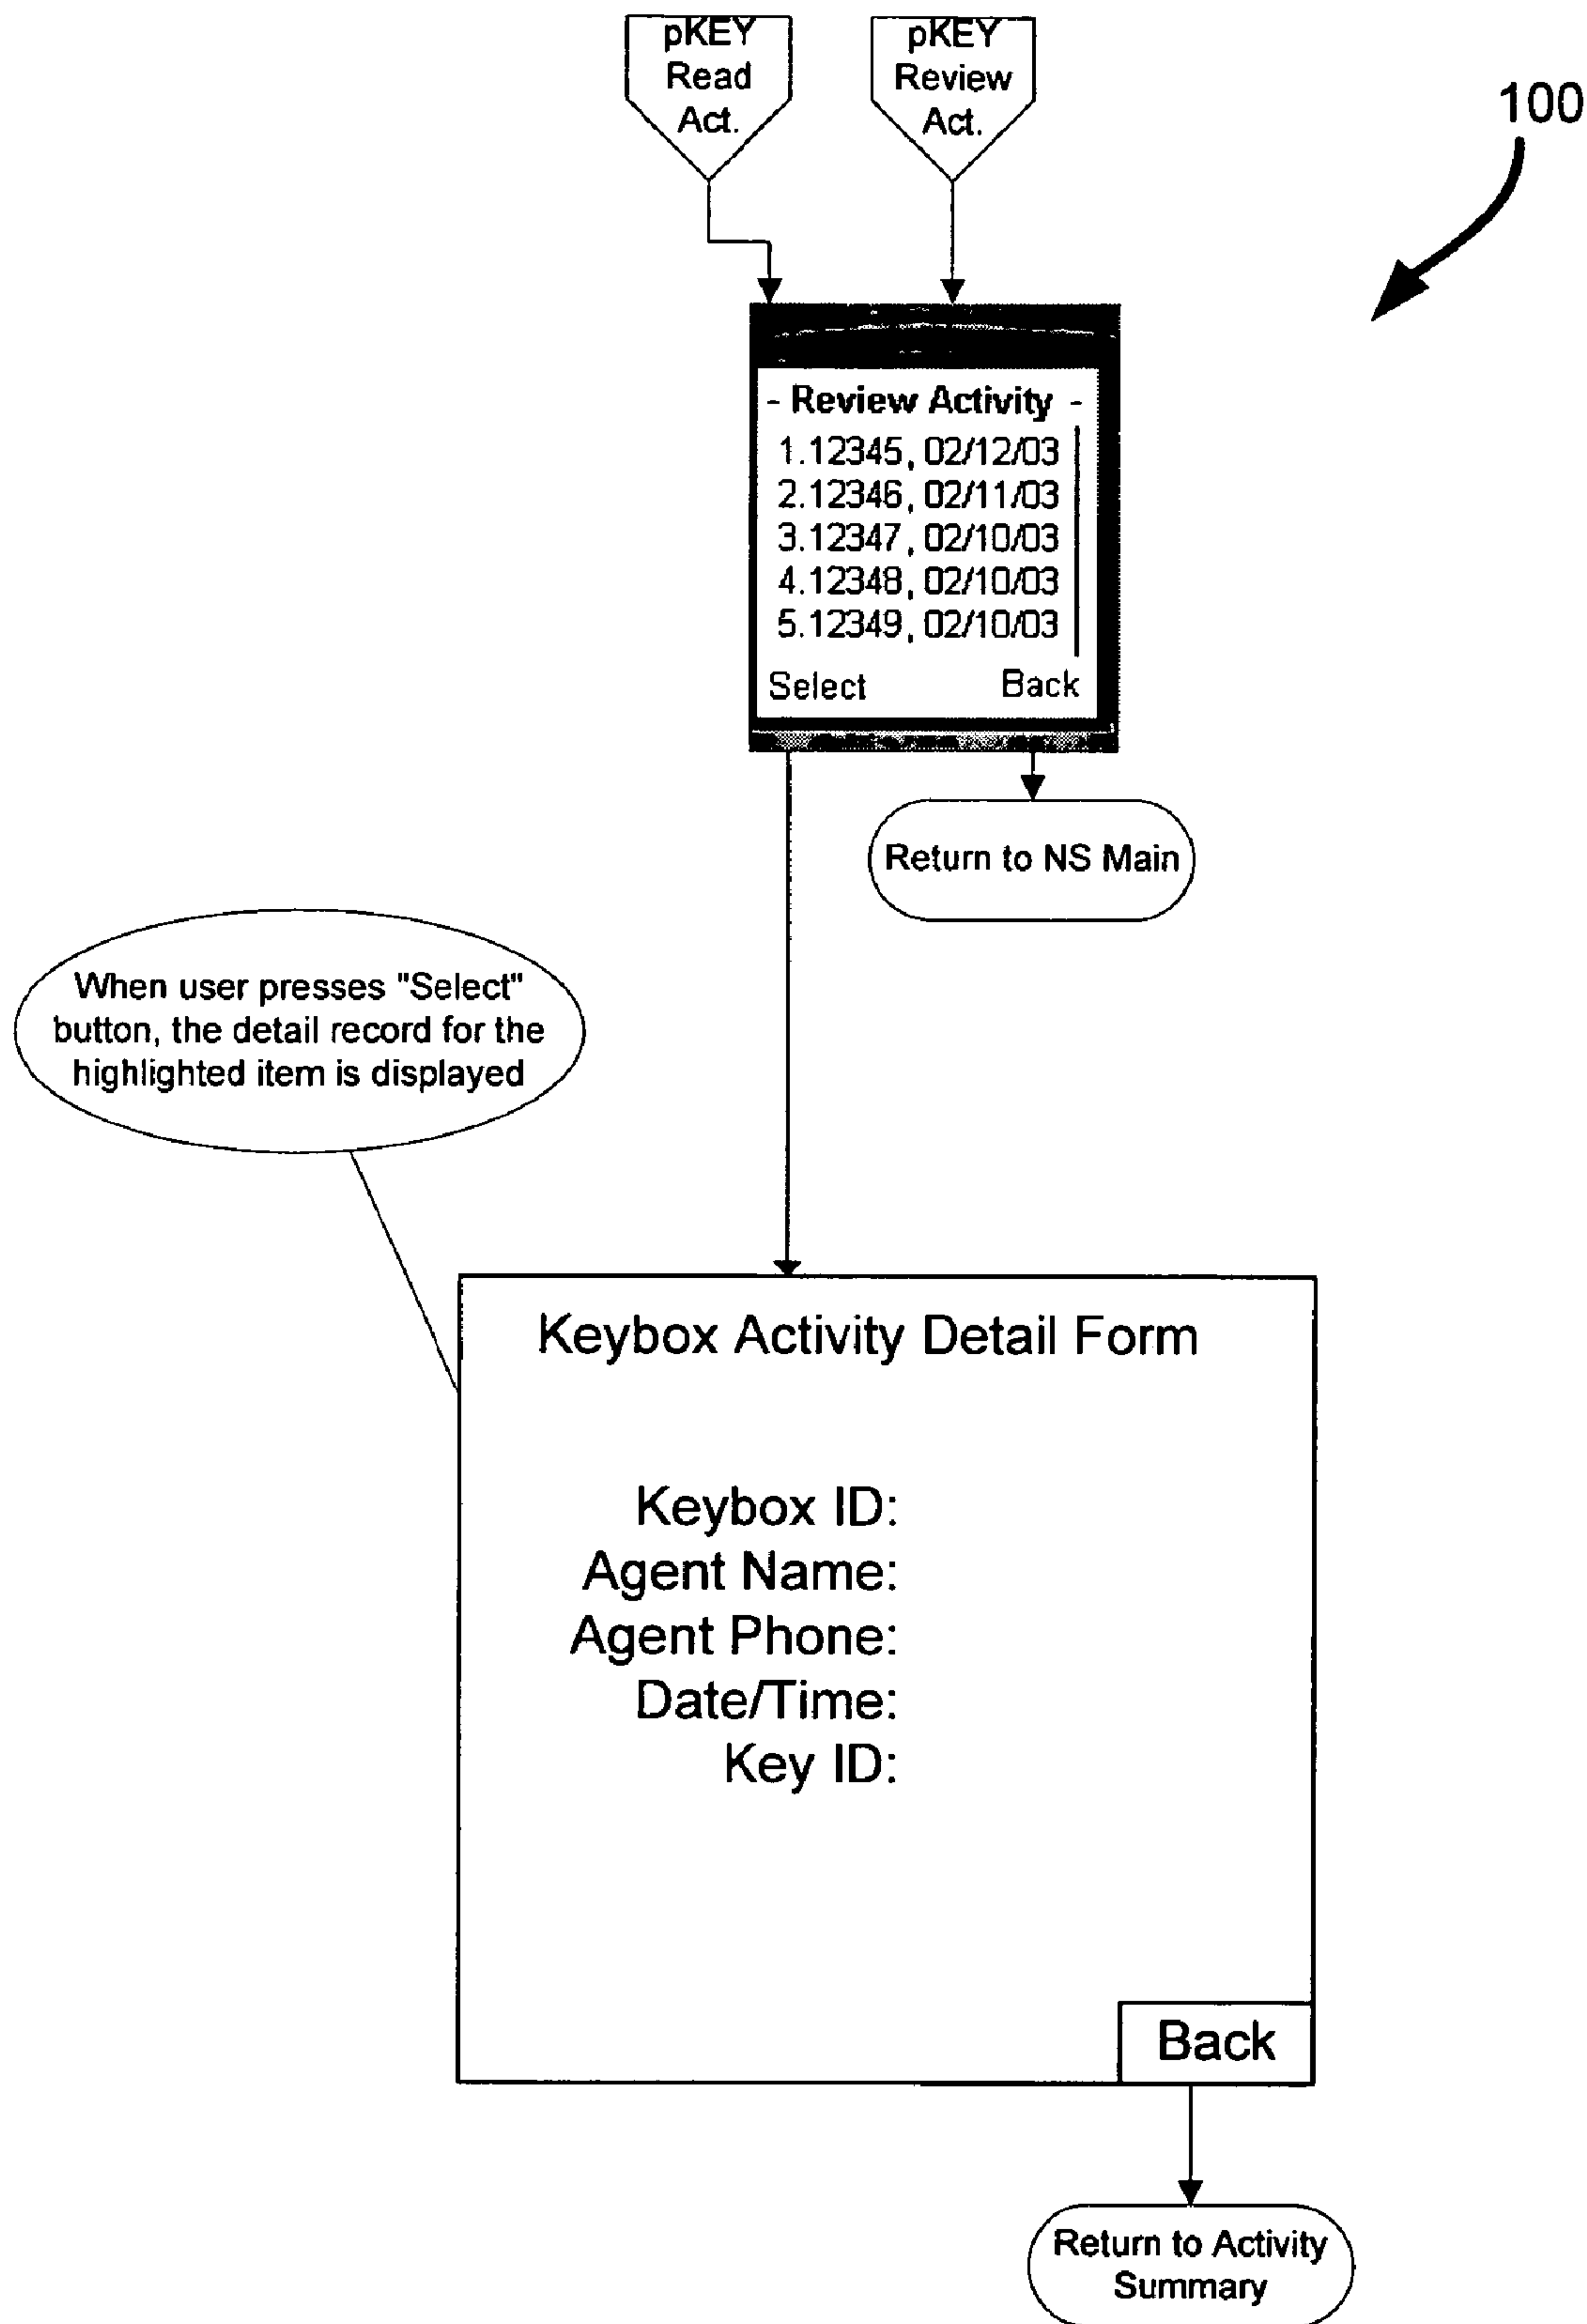 pKEY
Read
Act.
pKEY
Review
Act.
100
- Review Activity -
1.12345, 02/12/03
2.12346, 02/11/03
3.12347, 02/10/03
4.12348, 02/10/03
5.12349, 02/10/03
Select Back
Return to NS Main
When user presses "Select"
button, the detail record for the
highlighted item is displayed
Keybox Activity Detail Form
Keybox ID:
Agent Name:
Agent Phone:
Date/Time:
Key ID:
Back
Return to Activity
Summary